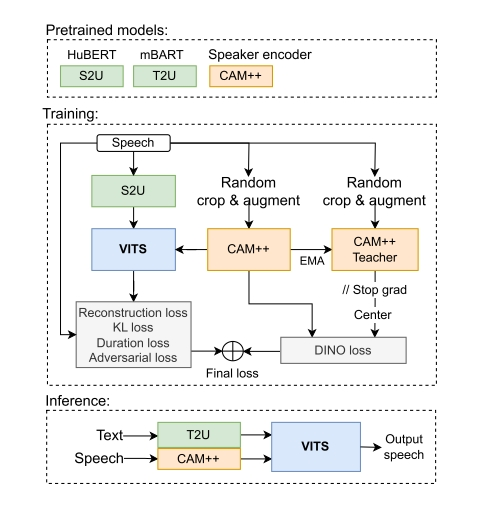 Pretrained models:
HuBERT
mBART
Speaker encoder
S2U
T2U
CAM++
Training:
Speech
S2U
Random
crop & augment
Random
crop & augment
VITS
CAM++
EMA
CAM++
Teacher
// Stop grad
Center
Reconstruction loss
KL loss
Duration loss
Adversarial loss
Final loss
DINO loss
Inference:
Text
T2U
Speech
CAM++
VITS
Output
speech